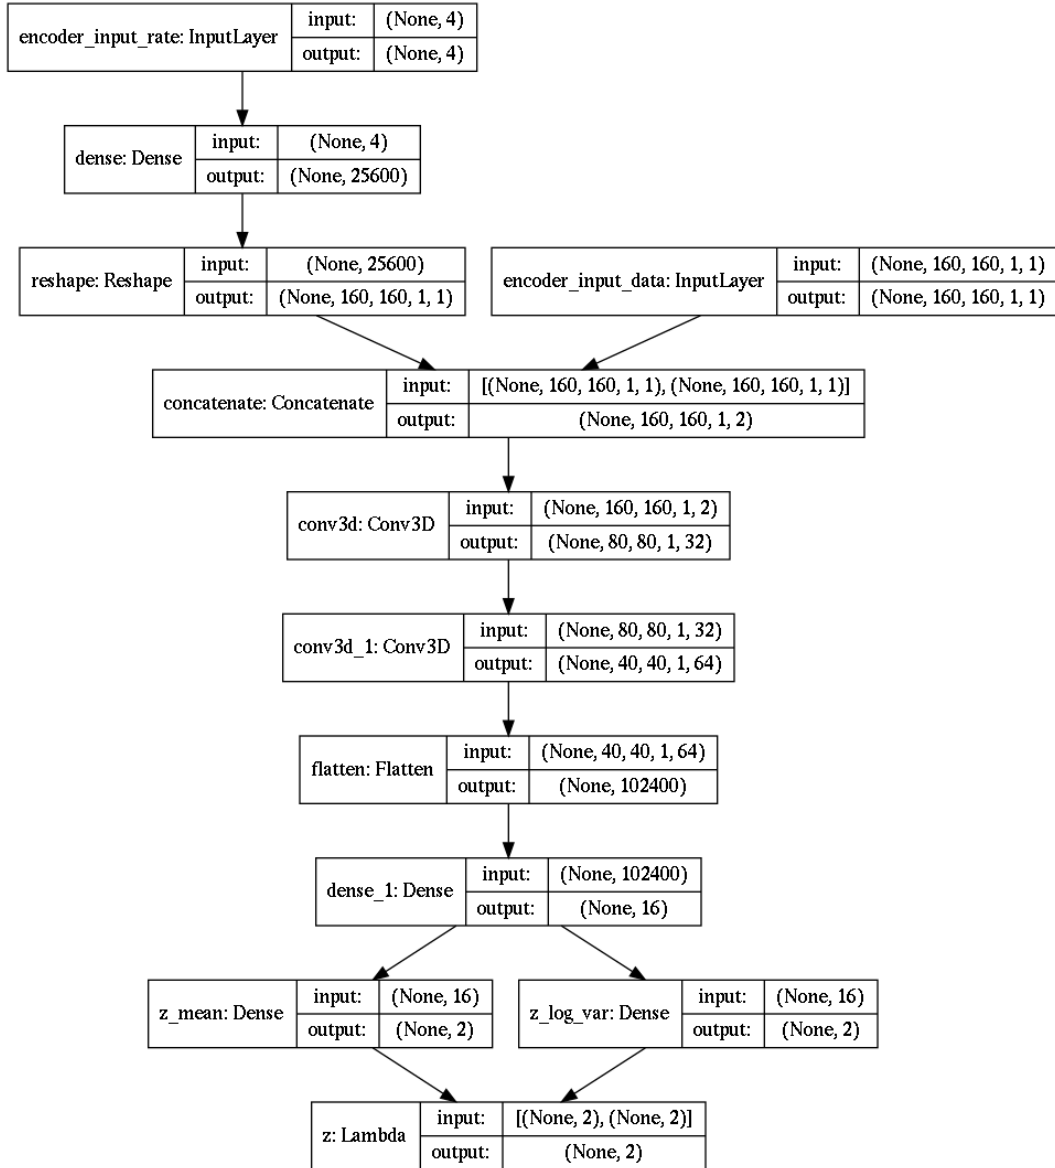 encoder_input_rate: InputLayer
input: (None, 4)
output: (None, 4)
dense: Dense
input: (None, 4)
output: (None, 25600)
reshape: Reshape
input: (None, 25600)
output: (None, 160, 160, 1, 1)
encoder_input_data: InputLayer
input: (None, 160, 160, 1, 1)
output: (None, 160, 160, 1, 1)
concatenate: Concatenate
input: [(None, 160, 160, 1, 1), (None, 160, 160, 1, 1)]
output: (None, 160, 160, 1, 2)
conv3d: Conv3D
input: (None, 160, 160, 1, 2)
output: (None, 80, 80, 1, 32)
conv3d_1: Conv3D
input: (None, 80, 80, 1, 32)
output: (None, 40, 40, 1, 64)
flatten: Flatten
input: (None, 40, 40, 1, 64)
output: (None, 102400)
dense_1: Dense
input: (None, 102400)
output: (None, 16)
z_mean: Dense
input: (None, 16)
output: (None, 2)
z_log_var: Dense
input: (None, 16)
output: (None, 2)
z: Lambda
input: [(None, 2), (None, 2)]
output: (None, 2)